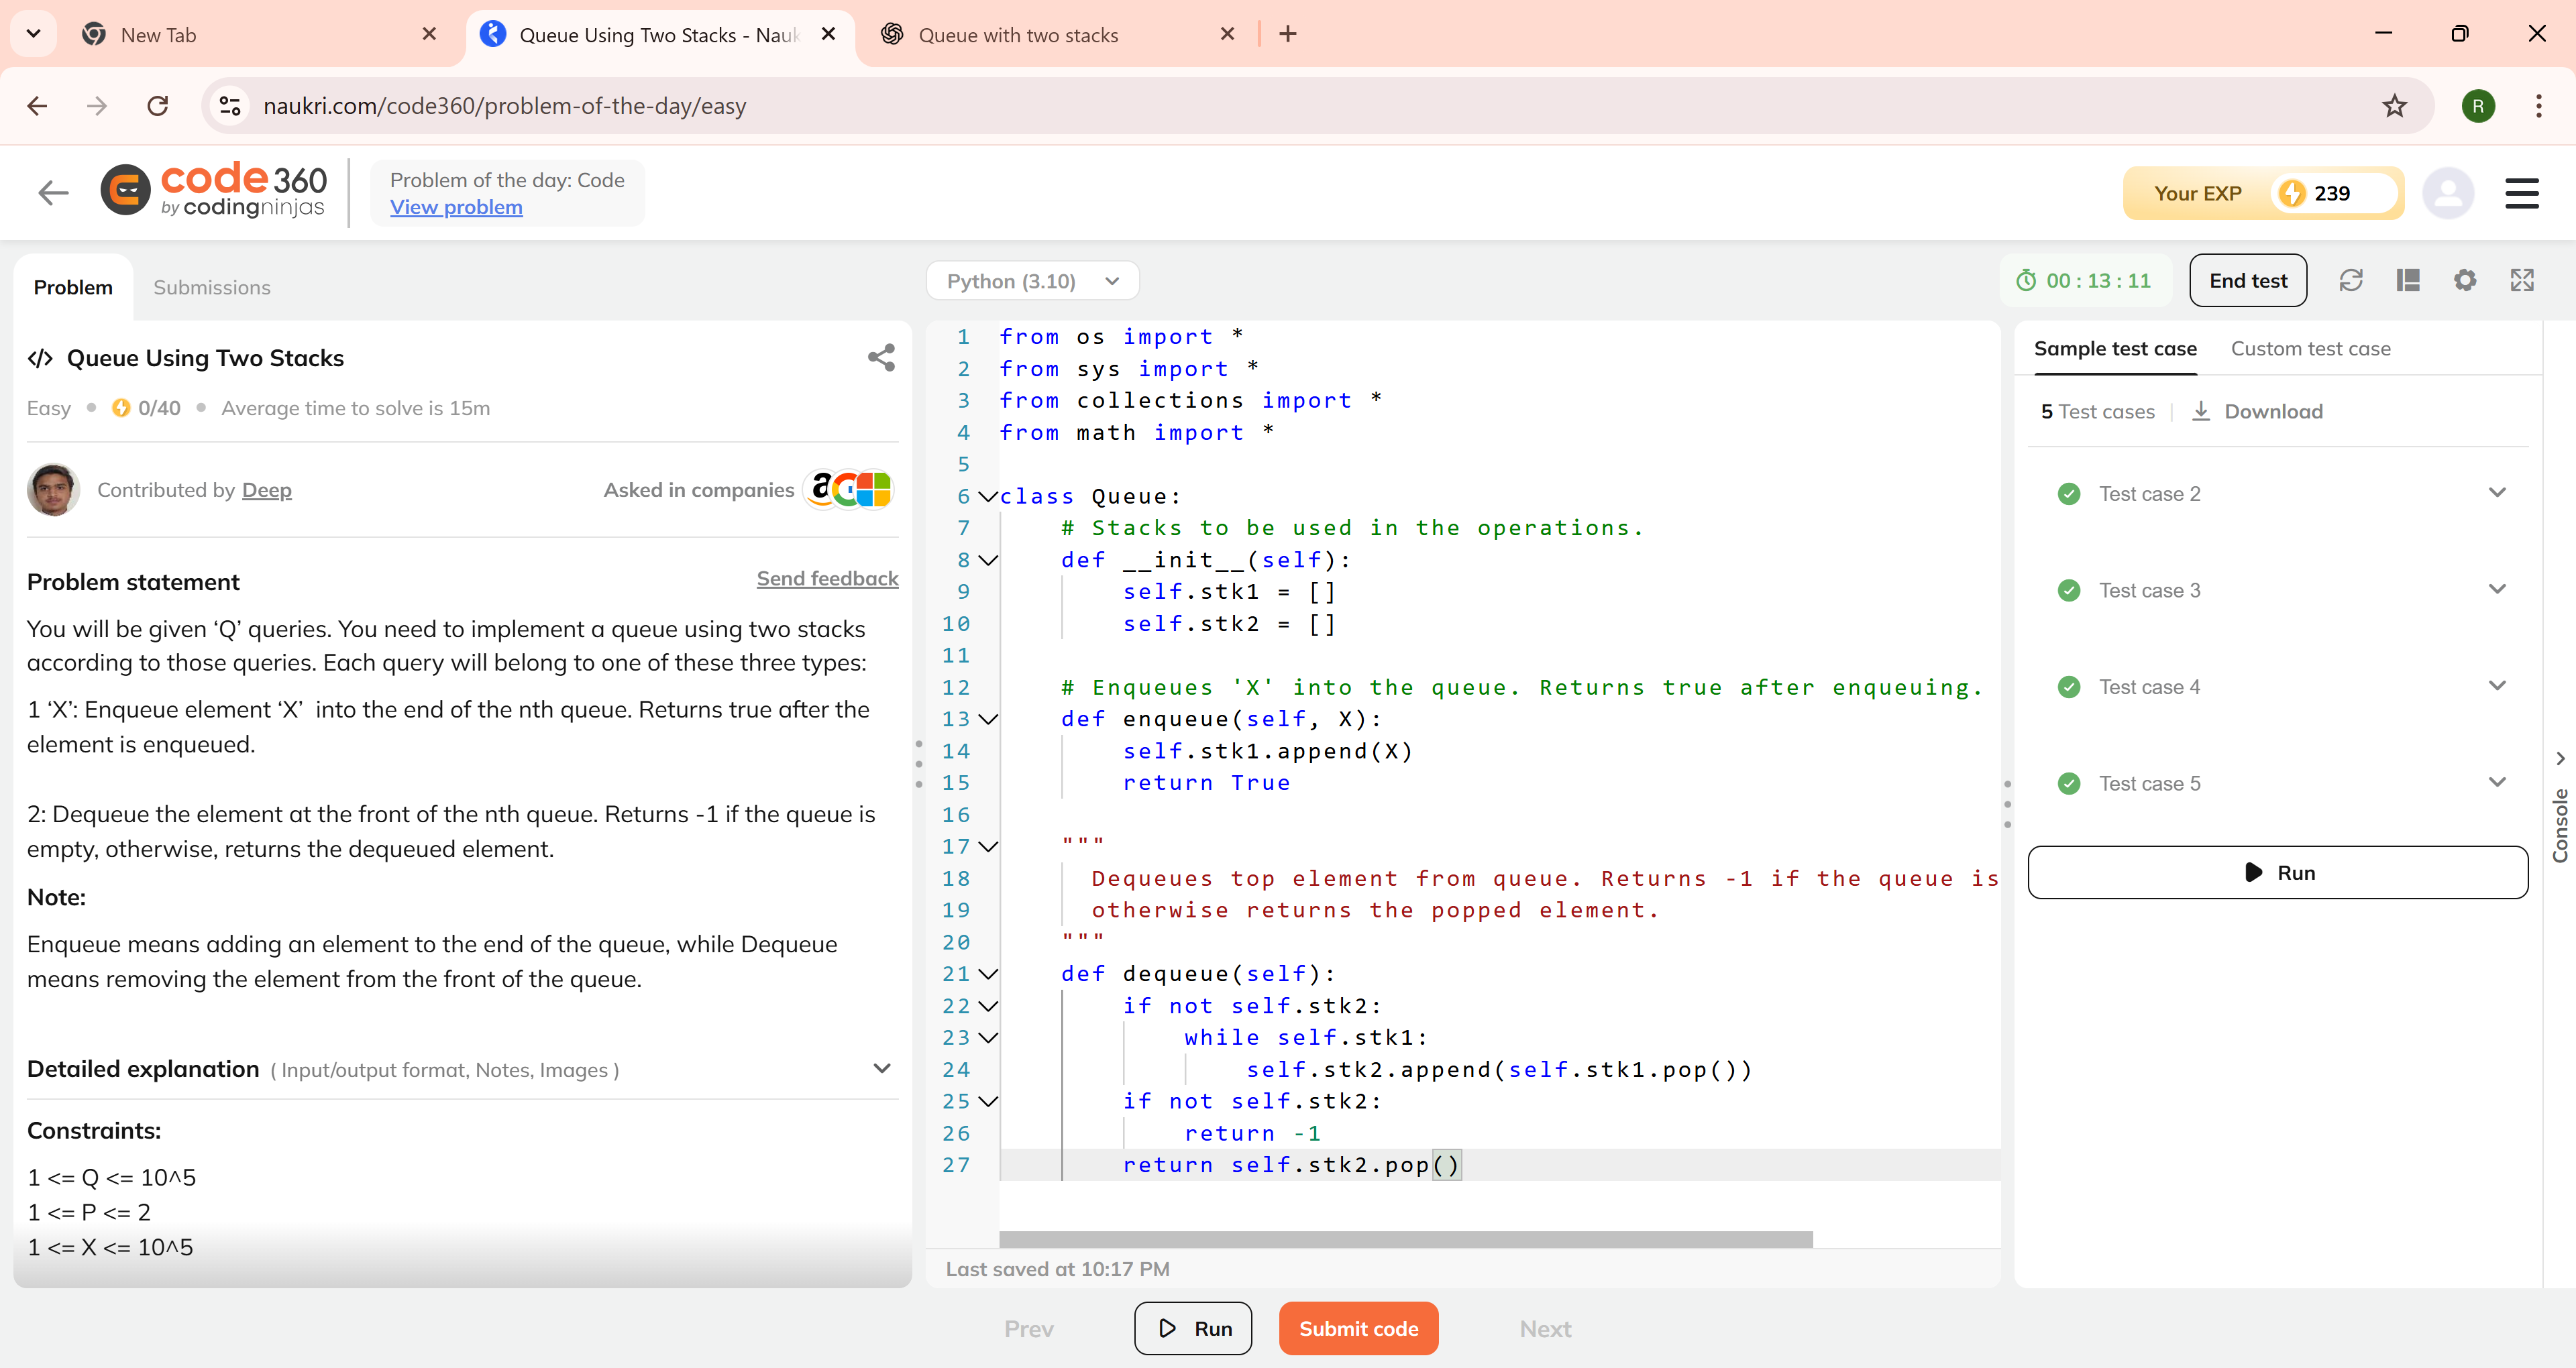 New Tab
Queue Using Two Stacks - Nauk
Queue with two stacks
naukri.com/code360/problem-of-the-day/easy
R
code 360
by codingninjas
Problem of the day: Code
View problem
Your EXP
239
Problem
Submissions
Python (3.10)
00 : 13 : 11
End test
Queue Using Two Stacks
Easy • 0/40 • Average time to solve is 15m
Contributed by Deep
Asked in companies
Problem statement
Send feedback
You will be given ‘Q’ queries. You need to implement a queue using two stacks
according to those queries. Each query will belong to one of these three types:
1 ‘X’: Enqueue element ‘X’  into the end of the nth queue. Returns true after the
element is enqueued.
2: Dequeue the element at the front of the nth queue. Returns -1 if the queue is
empty, otherwise, returns the dequeued element.
Note:
Enqueue means adding an element to the end of the queue, while Dequeue
means removing the element from the front of the queue.
Detailed explanation ( Input/output format, Notes, Images )
Constraints:
1 <= Q <= 10^5
1 <= P <= 2
1 <= X <= 10^5
1 from os import *
2 from sys import *
3 from collections import *
4 from math import *
5
6 class Queue:
7     # Stacks to be used in the operations.
8     def __init__(self):
9         self.stk1 = []
10         self.stk2 = []
11
12     # Enqueues 'X' into the queue. Returns true after enqueuing.
13     def enqueue(self, X):
14         self.stk1.append(X)
15         return True
16
17     """
18       Dequeues top element from queue. Returns -1 if the queue is
19       otherwise returns the popped element.
20     """
21     def dequeue(self):
22         if not self.stk2:
23             while self.stk1:
24                 self.stk2.append(self.stk1.pop())
25         if not self.stk2:
26             return -1
27         return self.stk2.pop()
Last saved at 10:17 PM
Sample test case
Custom test case
5 Test cases
Download
Test case 2
Test case 3
Test case 4
Test case 5
Run
Console
Prev
Run
Submit code
Next